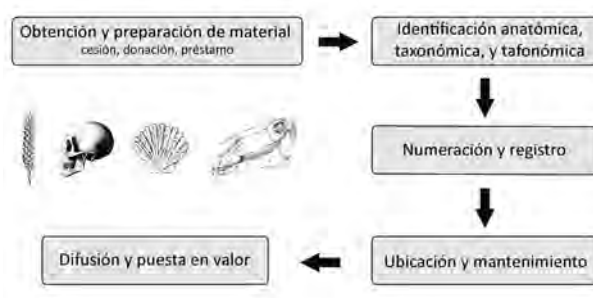 Obtención y preparación de material
cesión, donación, préstamo
Identificación anatómica,
taxonómica, y tafonómica
Numeración y registro
Ubicación y mantenimiento
Difusión y puesta en valor